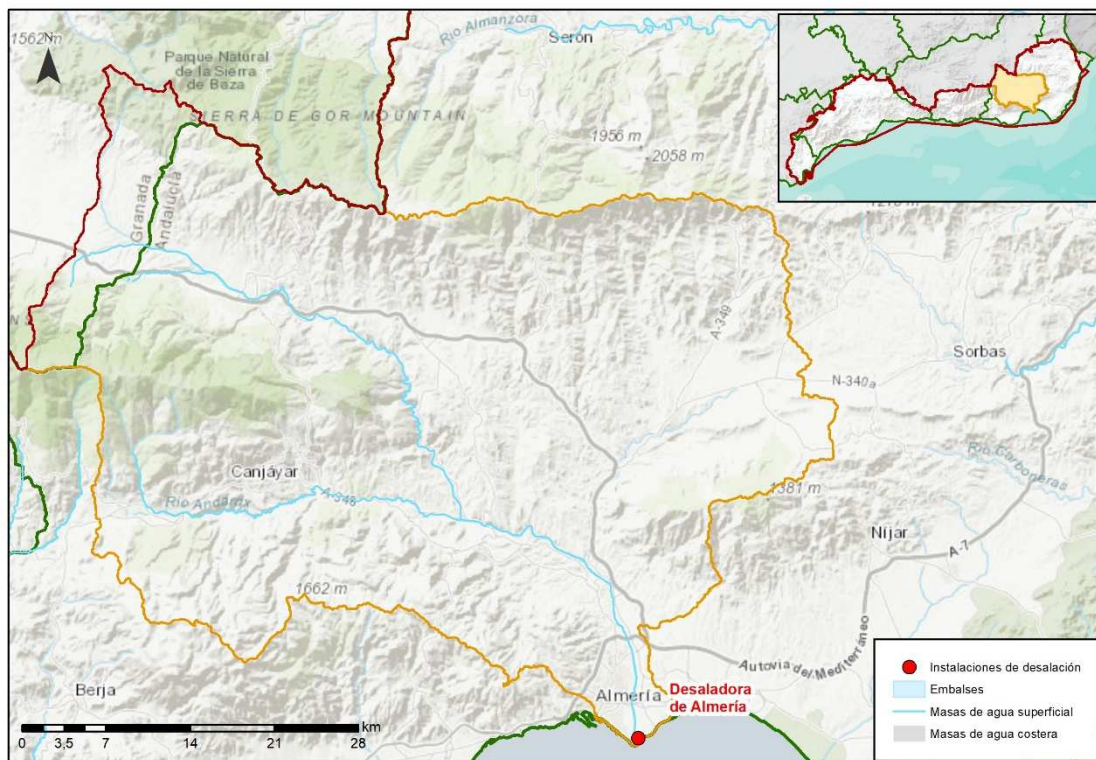 1562 m
N
Parque Natural
de la Sierra
de Baza
Río Almanzora
Serón
SIERRA DE GOR MOUNTAIN
1956 m
2058 m
Granada
Andalucía
A-349
Sorbas
N-340a
Canjáyar
Río Andarax
A-348
Río Carboneras
1381 m
Níjar
A-7
1662 m
Autovía del Mediterráneo
Berja
Almería
Desaladora
de Almería
km
0 3,5 7 14 21 28
Instalaciones de desalación
Embalses
Masas de agua superficial
Masas de agua costera